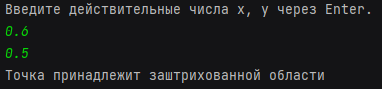 Введите действительные числа x, y через Enter.
0.6
0.5
Точка принадлежит заштрихованной области